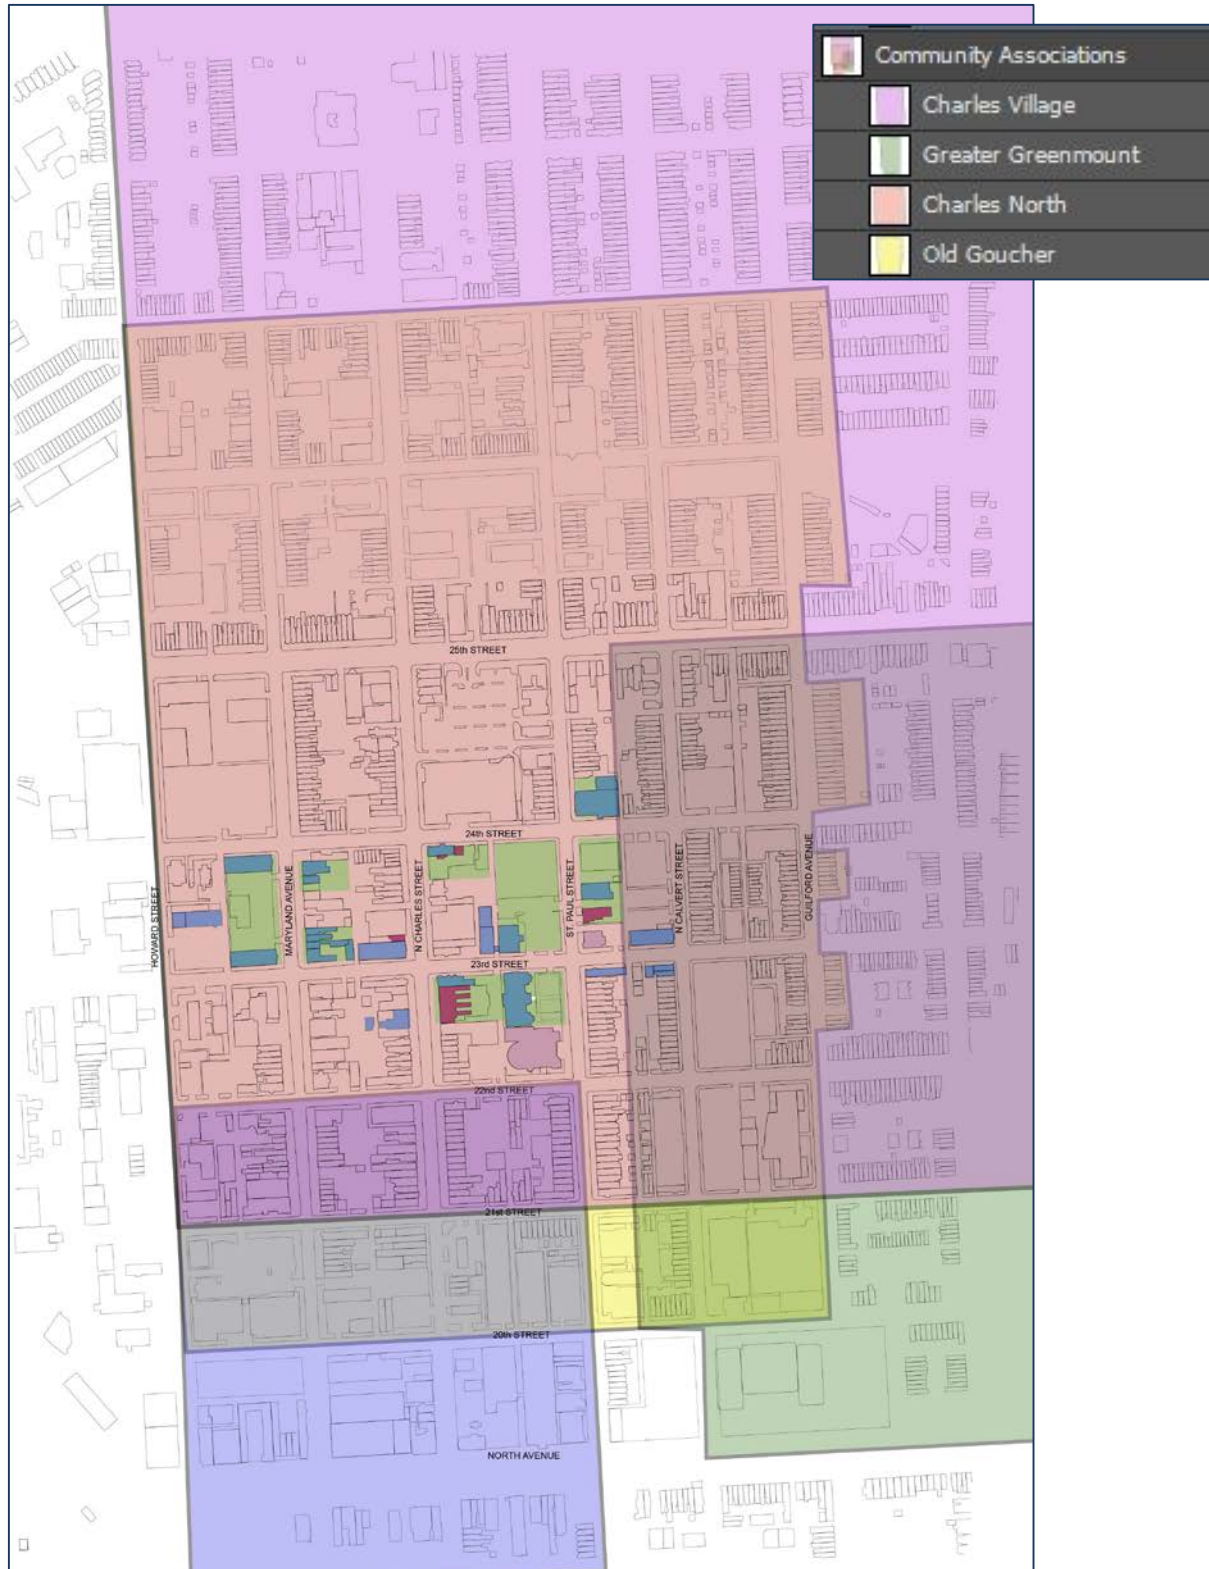 Community Associations
Charles Village
Greater Greenmount
Charles North
Old Goucher
25th STREET
24th STREET
HOWARD STREET
MARYLAND AVENUE
N CHARLES STREET
ST. PAUL STREET
N CALVERT STREET
GUILFORD AVENUE
23rd STREET
22nd STREET
21st STREET
20th STREET
NORTH AVENUE